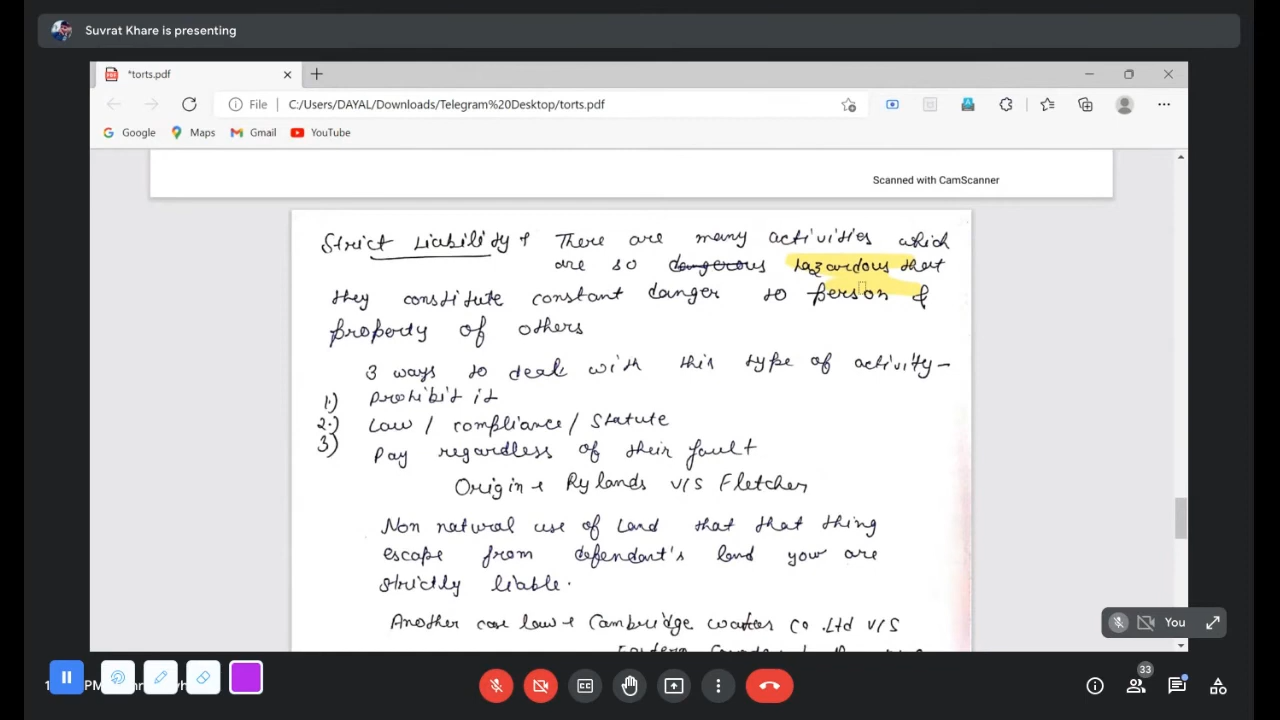 Suvrat Khare is presenting
*torts.pdf
File C:/Users/DAYAL/Downloads/Telegram%20Desktop/torts.pdf
Google Maps Gmail YouTube
Scanned with CamScanner
Strict Liability There are many activities which
are so dangerous hazardous that
they constitute constant danger to person &
property of others
3 ways to deal with this type of activity-
1.) Prohibit it
2.) Law / compliance / Statute
3) Pay regardless of their fault
Origin Rylands v/s Fletcher
Non natural use of Land that that thing
escape from defendant's land you are
strictly liable.
Another case law Cambridge water Co. Ltd v/s
You
33